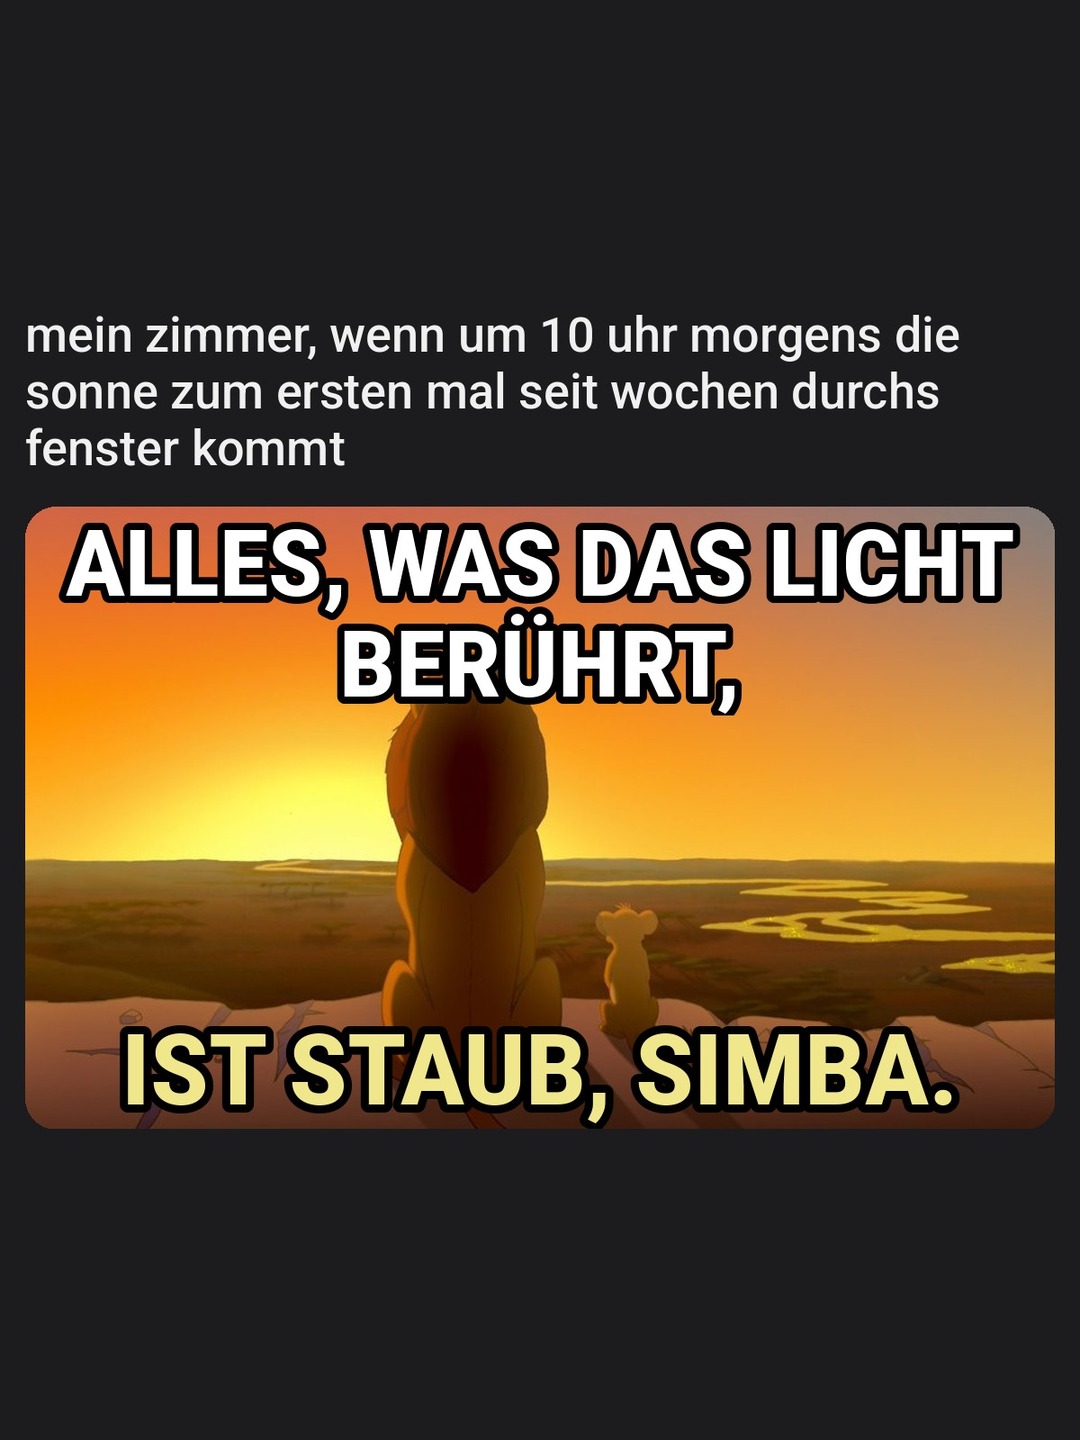 mein zimmer, wenn um 10 uhr morgens die
sonne zum ersten mal seit wochen durchs
fenster kommt
ALLES, WAS DAS LICHT
BERÜHRT,
IST STAUB, SIMBA.